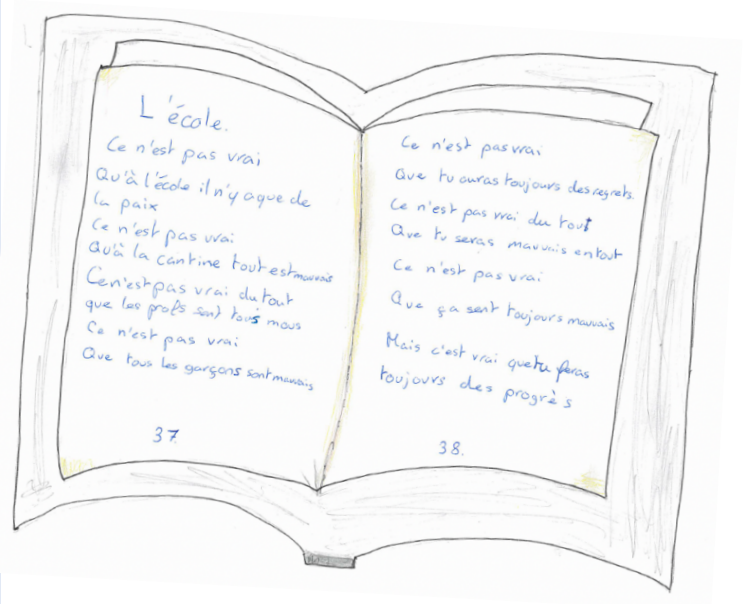 L'école.
Ce n'est pas vrai
Qu'à l'école il n'y a que de
la paix
Ce n'est pas vrai
Qu'à la cantine tout est mauvais
Ce n'est pas vrai du tout
que les profs sont tous mous
Ce n'est pas vrai
Que tous les garçons sont mauvais
37.
Ce n'est pas vrai
Que tu auras toujours des regrets.
Ce n'est pas vrai du tout
Que tu seras mauvais en tout
Ce n'est pas vrai
Que ça sent toujours mauvais
Mais c'est vrai que tu feras
toujours des progrès
38.